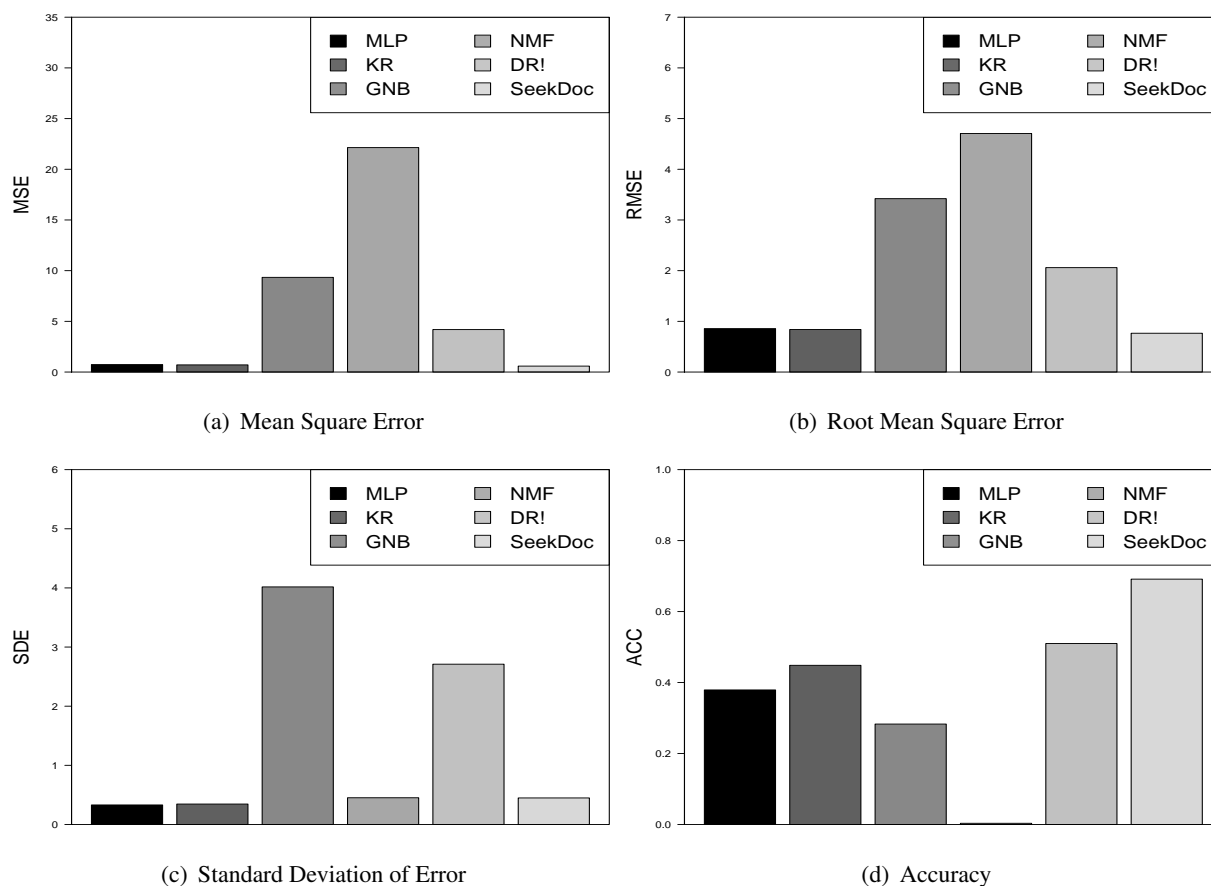 35
30
25
20
15
10
5
0
MSE
MLP NMF
KR DR!
GNB SeekDoc
(a) Mean Square Error
7
6
5
4
3
2
1
0
RMSE
MLP NMF
KR DR!
GNB SeekDoc
(b) Root Mean Square Error
6
5
4
3
2
1
0
SDE
MLP NMF
KR DR!
GNB SeekDoc
(c) Standard Deviation of Error
1.0
0.8
0.6
0.4
0.2
0.0
ACC
MLP NMF
KR DR!
GNB SeekDoc
(d) Accuracy